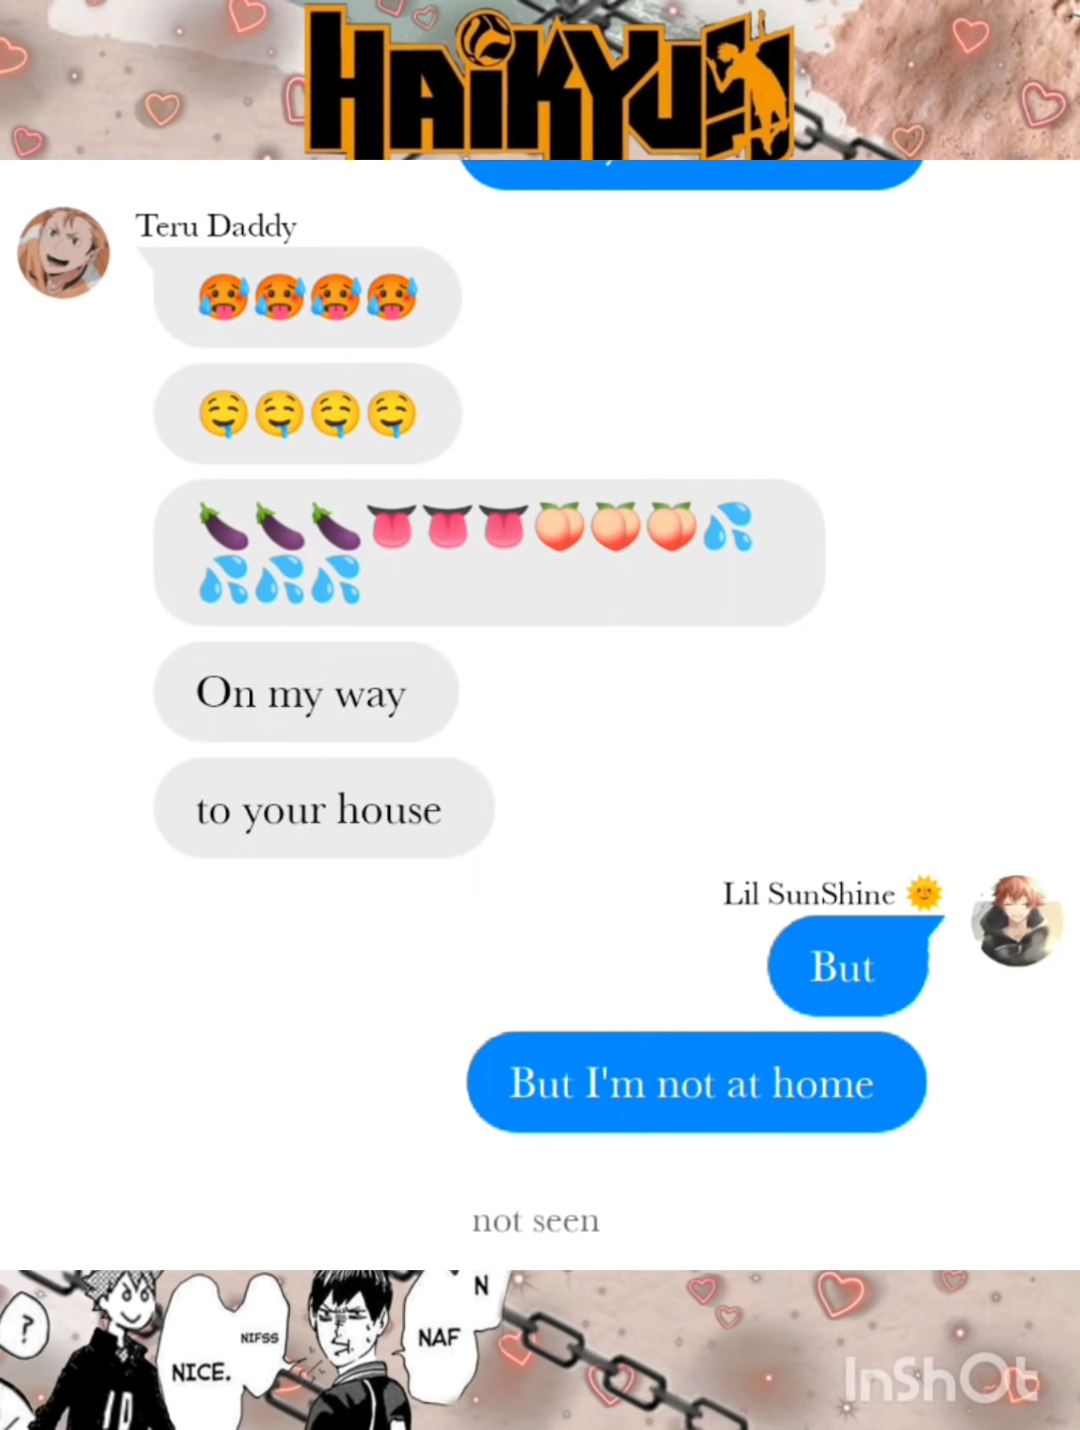 HAIKYU!!
Teru Daddy
🥵🥵🥵🥵
🤤🤤🤤🤤
🍆🍆🍆👅👅👅🍑🍑🍑💦
💦💦💦
On my way
to your house
Lil SunShine 🌞
But
But I'm not at home
not seen
?
NIFSS
NICE.
N
NAF
InShOt